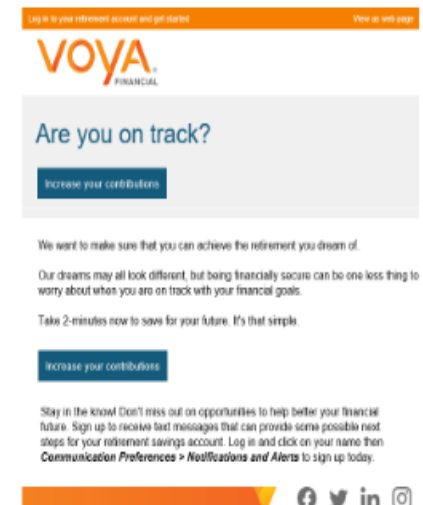 Log in to your retirement account and get started
View as web page
VOYA
FINANCIAL
Are you on track?
Increase your contributions
We want to make sure that you can achieve the retirement you dream of.
Our dreams may all look different, but being financially secure can be one less thing to
worry about when you are on track with your financial goals.
Take 2-minutes now to save for your future. It's that simple.
Increase your contributions
Stay in the know! Don't miss out on opportunities to help better your financial
future. Sign up to receive text messages that can provide some possible next
steps for your retirement savings account. Log in and click on your name then
Communication Preferences > Notifications and Alerts to sign up today.